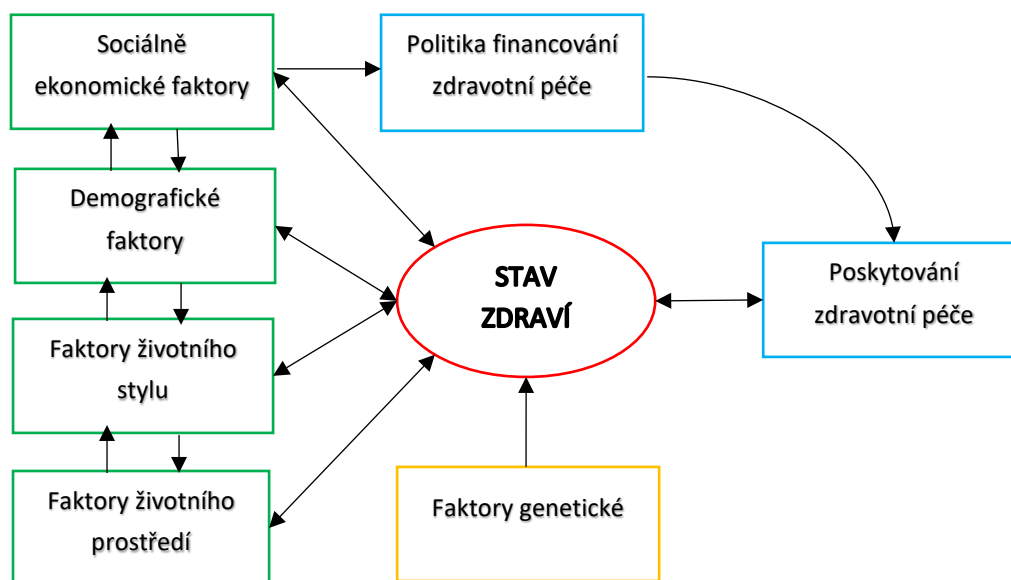 Sociálně
ekonomické faktory
Politika financování
zdravotní péče
Demografické
faktory
STAV
ZDRAVÍ
Poskytování
zdravotní péče
Faktory životního
stylu
Faktory životního
prostředí
Faktory genetické